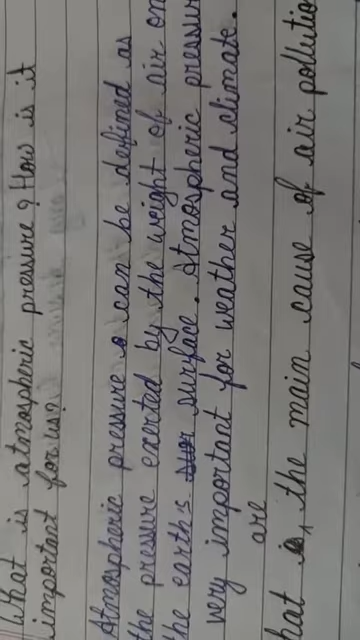 What is atmospheric pressure? How is it
important for us?
Atmospheric pressure can be defined as
the pressure exerted by the weight of air on
the earth's surface. Atmospheric pressure
very important for weather and climate.
are
hat is the main cause of air pollutio